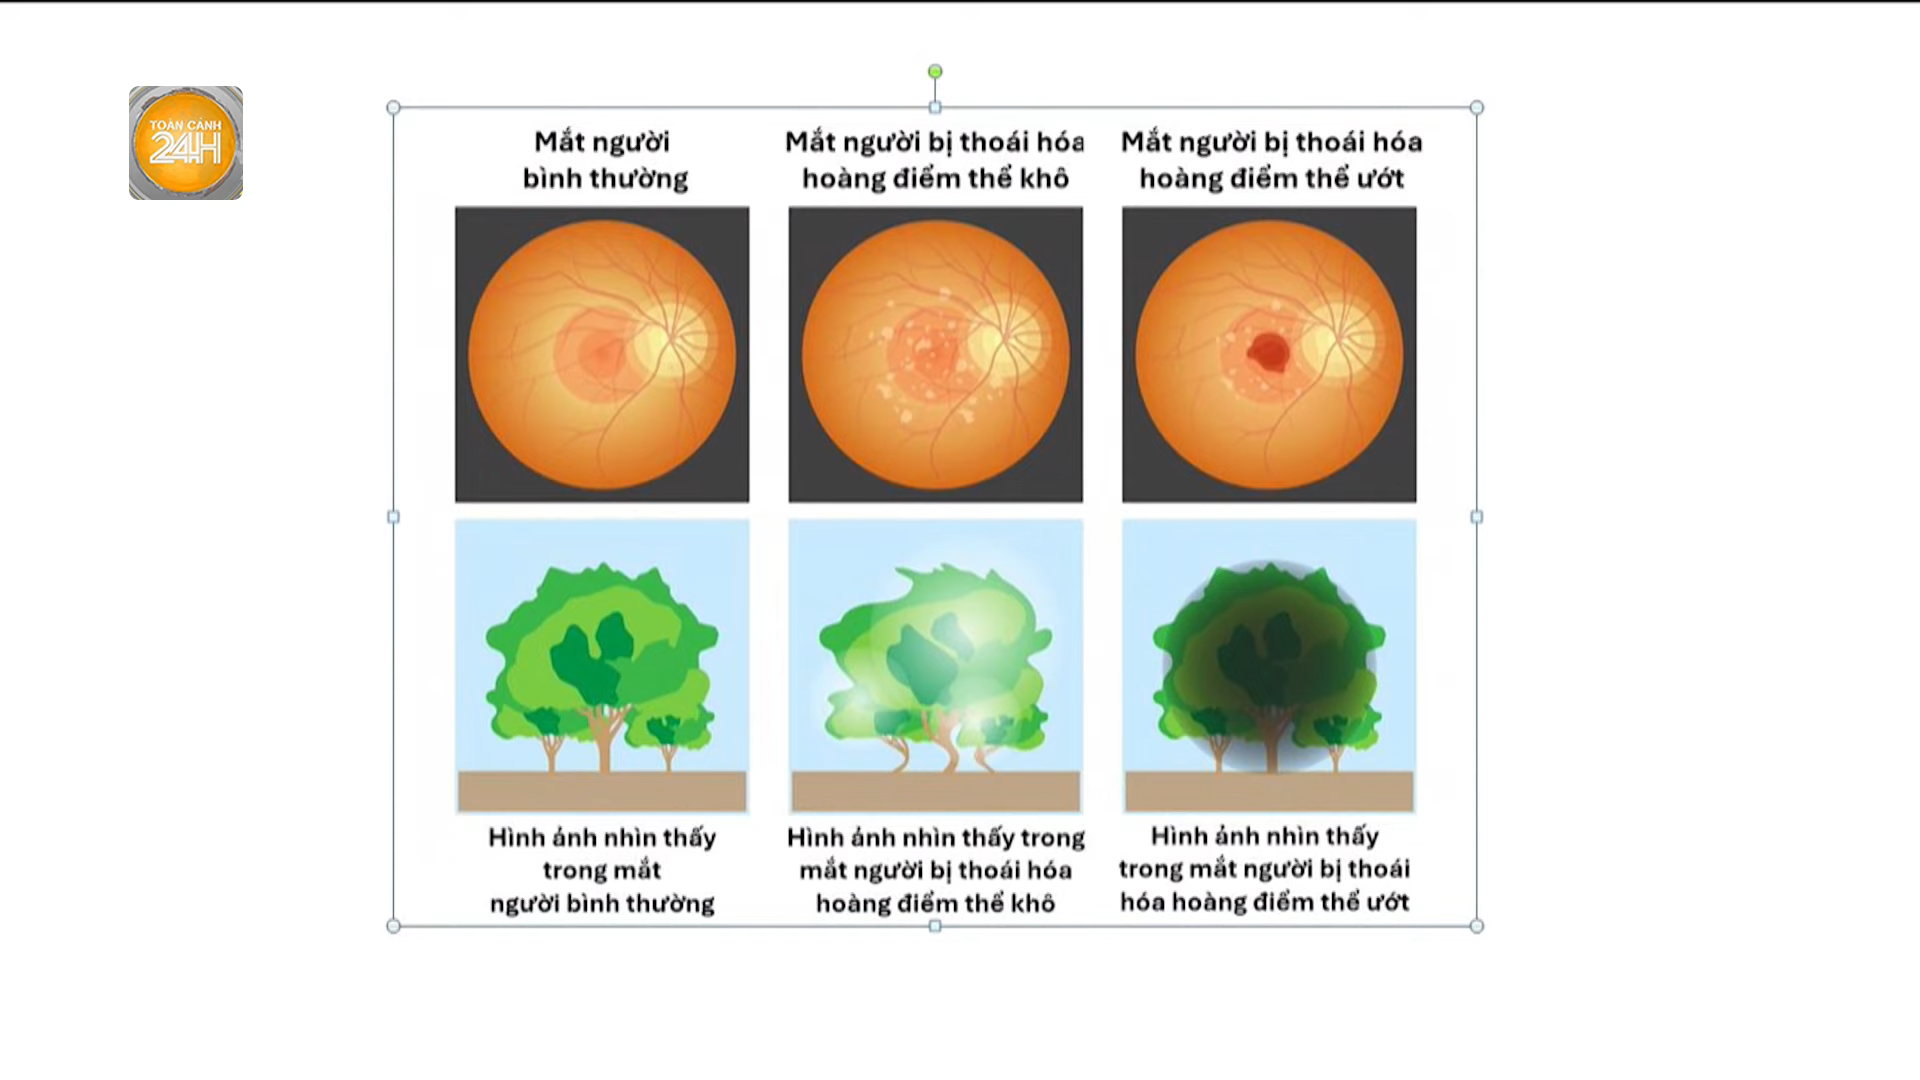 TOÀN CẢNH
24H
Mắt người
bình thường
Mắt người bị thoái hóa
hoàng điểm thể khô
Mắt người bị thoái hóa
hoàng điểm thể ướt
Hình ảnh nhìn thấy
trong mắt
người bình thường
Hình ảnh nhìn thấy trong
mắt người bị thoái hóa
hoàng điểm thể khô
Hình ảnh nhìn thấy
trong mắt người bị thoái
hóa hoàng điểm thể ướt